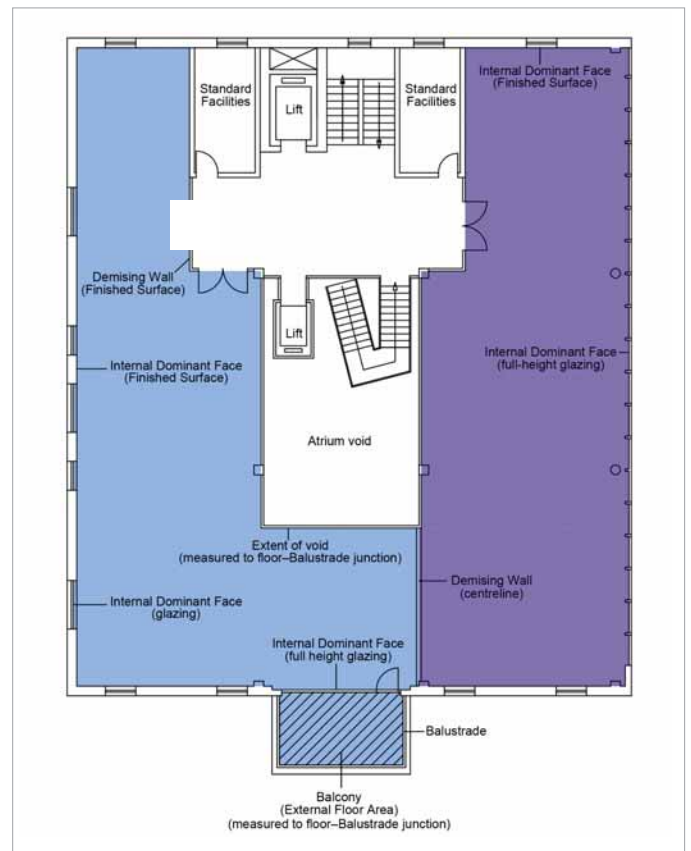 Internal Dominant Face
(Finished Surface)
Standard
Facilities
Lift
Standard
Facilities
Demising Wall
(Finished Surface)
Lift
Internal Dominant Face
(Finished Surface)
Internal Dominant Face
(full-height glazing)
Atrium void
Extent of void
(measured to floor–Balustrade junction)
Demising Wall
(centreline)
Internal Dominant Face
(glazing)
Internal Dominant Face
(full height glazing)
Balustrade
Balcony
(External Floor Area)
(measured to floor–Balustrade junction)